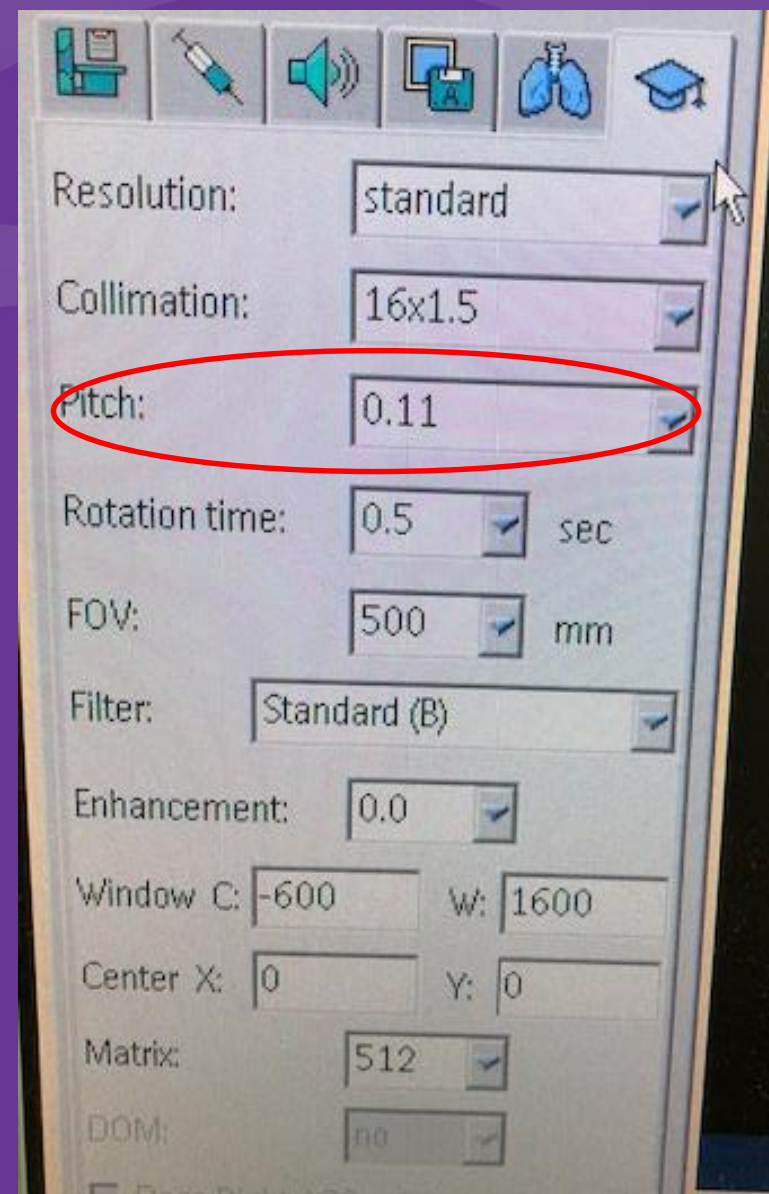 A
Resolution: standard
Collimation: 16x1.5
Pitch: 0.11
Rotation time: 0.5 sec
FOV: 500 mm
Filter: Standard (B)
Enhancement: 0.0
Window C: -600 W: 1600
Center X: 0 Y: 0
Matrix: 512
DOM: no